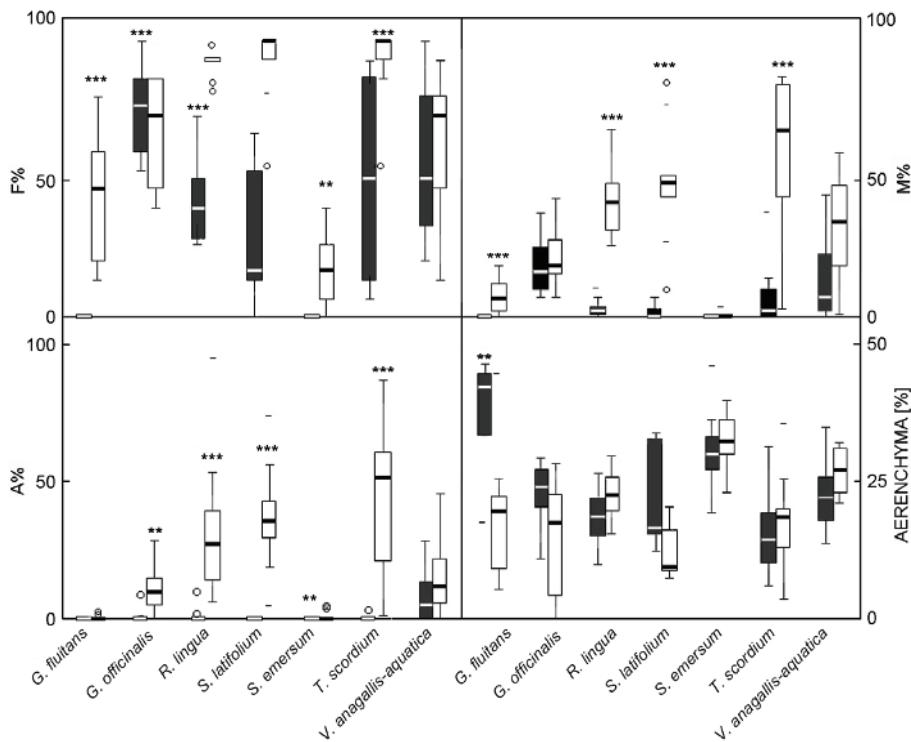 100
50
0
F%
***
***
***
**
***
100
50
0
M%
***
***
***
***
100
50
0
A%
**
***
***
**
***
50
25
0
AERENCHYMA [%]
**
G. fluitans
G. officinalis
R. lingua
S. latifolium
S. emersum
T. scordium
V. anagallis-aquatica
G. fluitans
G. officinalis
R. lingua
S. latifolium
S. emersum
T. scordium
V. anagallis-aquatica